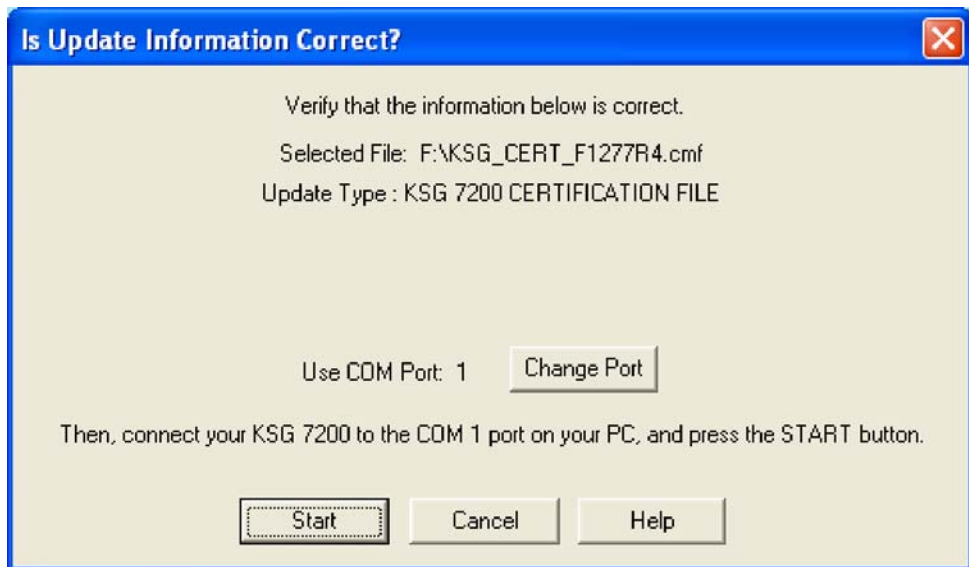 Is Update Information Correct?
Verify that the information below is correct.
Selected File: F:\KSG_CERT_F1277R4.cmf
Update Type : KSG 7200 CERTIFICATION FILE
Use COM Port: 1 Change Port
Then, connect your KSG 7200 to the COM 1 port on your PC, and press the START button.
Start Cancel Help